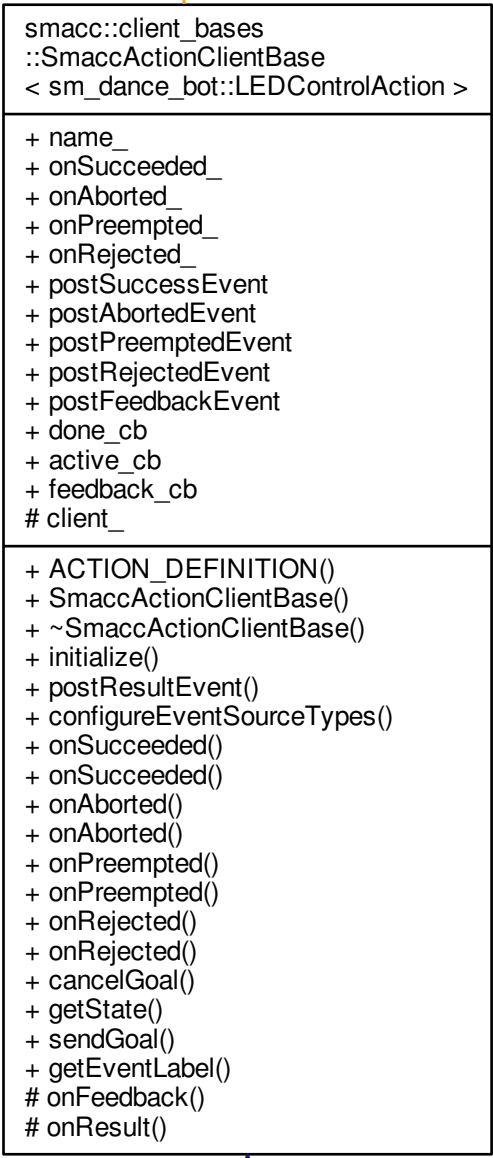 smacc::client_bases
::SmaccActionClientBase
< sm_dance_bot::LEDControlAction >
+ name_
+ onSucceeded_
+ onAborted_
+ onPreempted_
+ onRejected_
+ postSuccessEvent
+ postAbortedEvent
+ postPreemptedEvent
+ postRejectedEvent
+ postFeedbackEvent
+ done_cb
+ active_cb
+ feedback_cb
# client_
+ ACTION_DEFINITION()
+ SmaccActionClientBase()
+ ~SmaccActionClientBase()
+ initialize()
+ postResultEvent()
+ configureEventSourceTypes()
+ onSucceeded()
+ onSucceeded()
+ onAborted()
+ onAborted()
+ onPreempted()
+ onPreempted()
+ onRejected()
+ onRejected()
+ cancelGoal()
+ getState()
+ sendGoal()
+ getEventLabel()
# onFeedback()
# onResult()